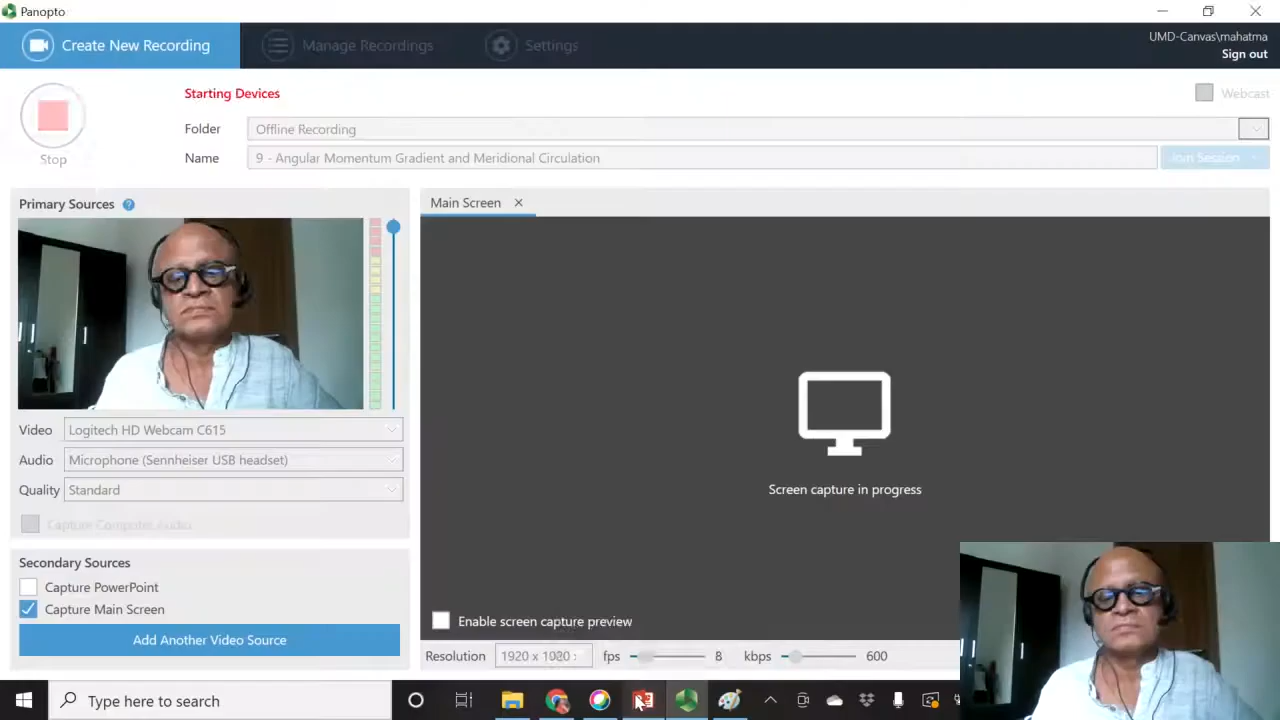 Panopto
Create New Recording
Manage Recordings
Settings
UMD-Canvas\mahatma
Sign out
Stop
Starting Devices
Webcast
Folder
Offline Recording
Name
9 - Angular Momentum Gradient and Meridional Circulation
Join Session
Primary Sources
Main Screen
Video
Logitech HD Webcam C615
Audio
Microphone (Sennheiser USB headset)
Quality
Standard
Capture Computer Audio
Screen capture in progress
Secondary Sources
Capture PowerPoint
Capture Main Screen
Add Another Video Source
Enable screen capture preview
Resolution
fps
8
kbps
600
Type here to search